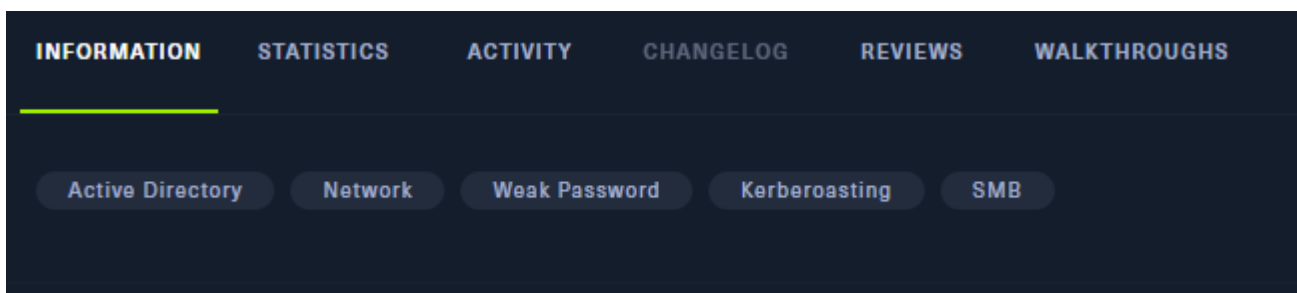 INFORMATION STATISTICS ACTIVITY CHANGELOG REVIEWS WALKTHROUGHS
Active Directory Network Weak Password Kerberoasting SMB